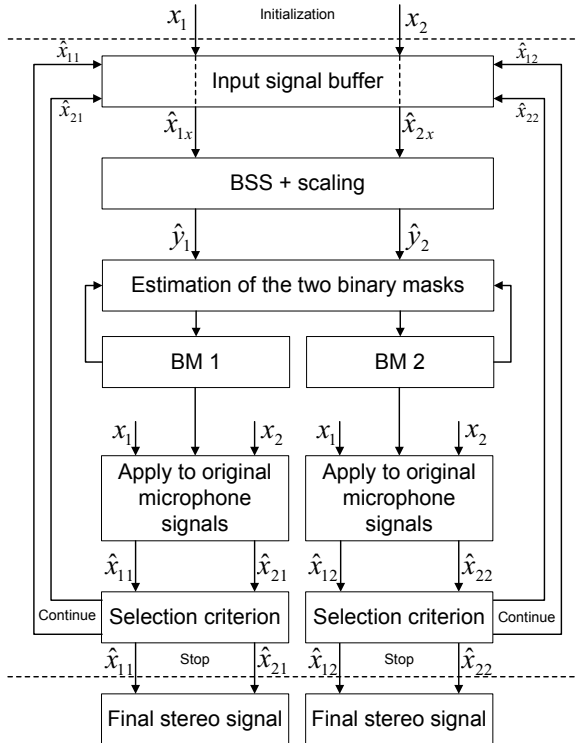 x₁ Initialization x₂
x̂₁₁ x̂₁₂
Input signal buffer
x̂₂₁ x̂₂₂
x̂₁ₓ x̂₂ₓ
BSS + scaling
ŷ₁ ŷ₂
Estimation of the two binary masks
BM 1 BM 2
x₁ x₂ x₁ x₂
Apply to original
microphone
signals
Apply to original
microphone
signals
x̂₁₁ x̂₂₁ x̂₁₂ x̂₂₂
Continue Selection criterion Selection criterion Continue
x̂₁₁ Stop x̂₂₁ x̂₁₂ Stop x̂₂₂
Final stereo signal Final stereo signal